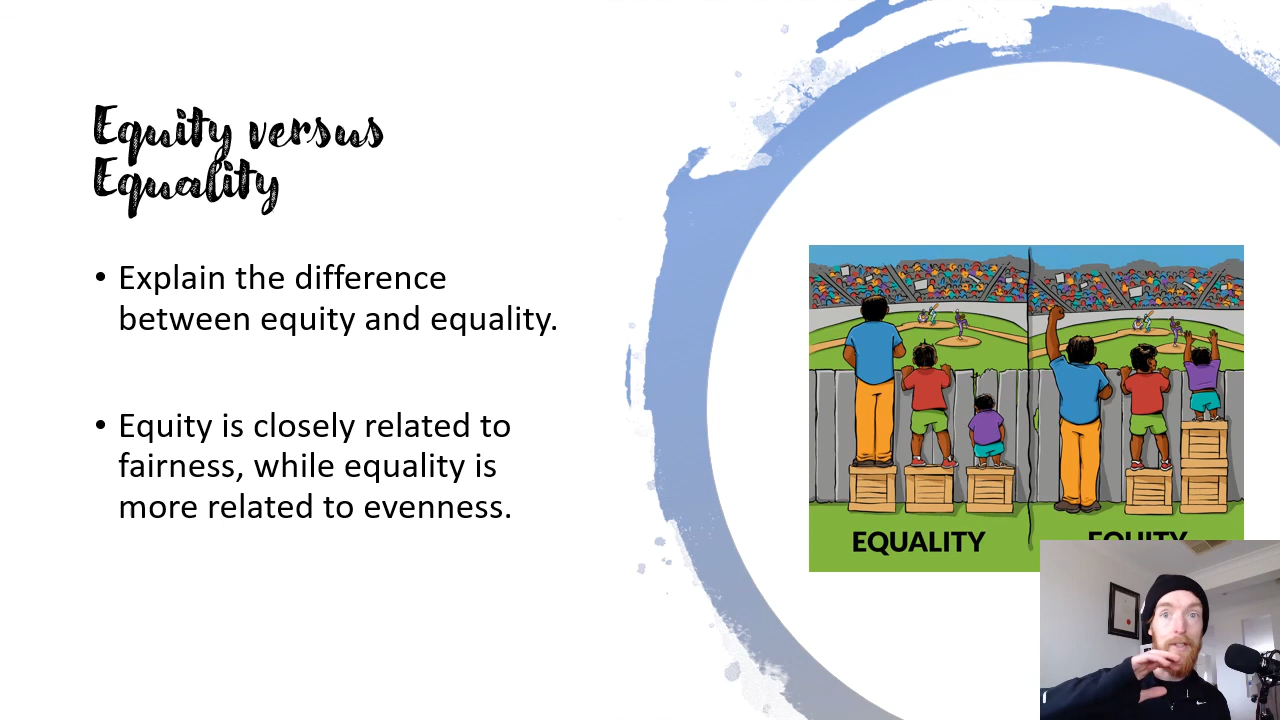 Equity versus
Equality
• Explain the difference
between equity and equality.
• Equity is closely related to
fairness, while equality is
more related to evenness.
EQUALITY
EQUITY